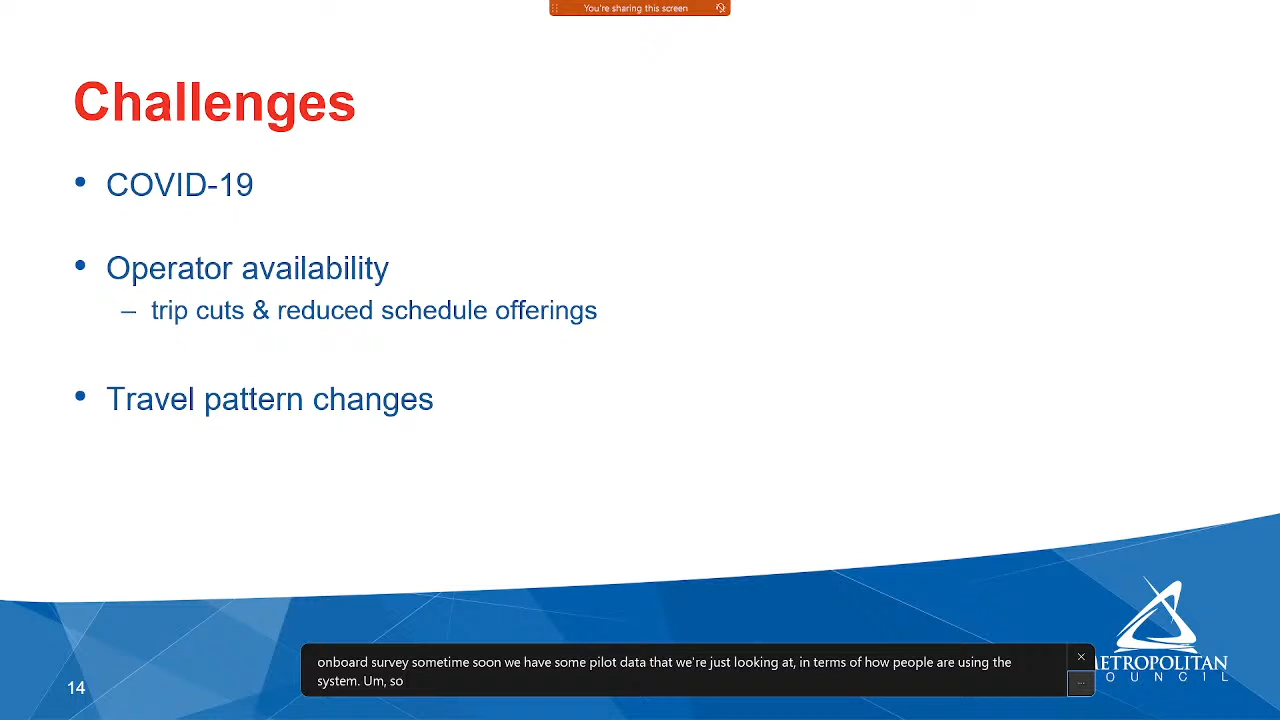 You're sharing this screen
Challenges
• COVID-19
• Operator availability
– trip cuts & reduced schedule offerings
• Travel pattern changes
onboard survey sometime soon we have some pilot data that we're just looking at, in terms of how people are using the
system. Um, so
METROPOLITAN
COUNCIL
14